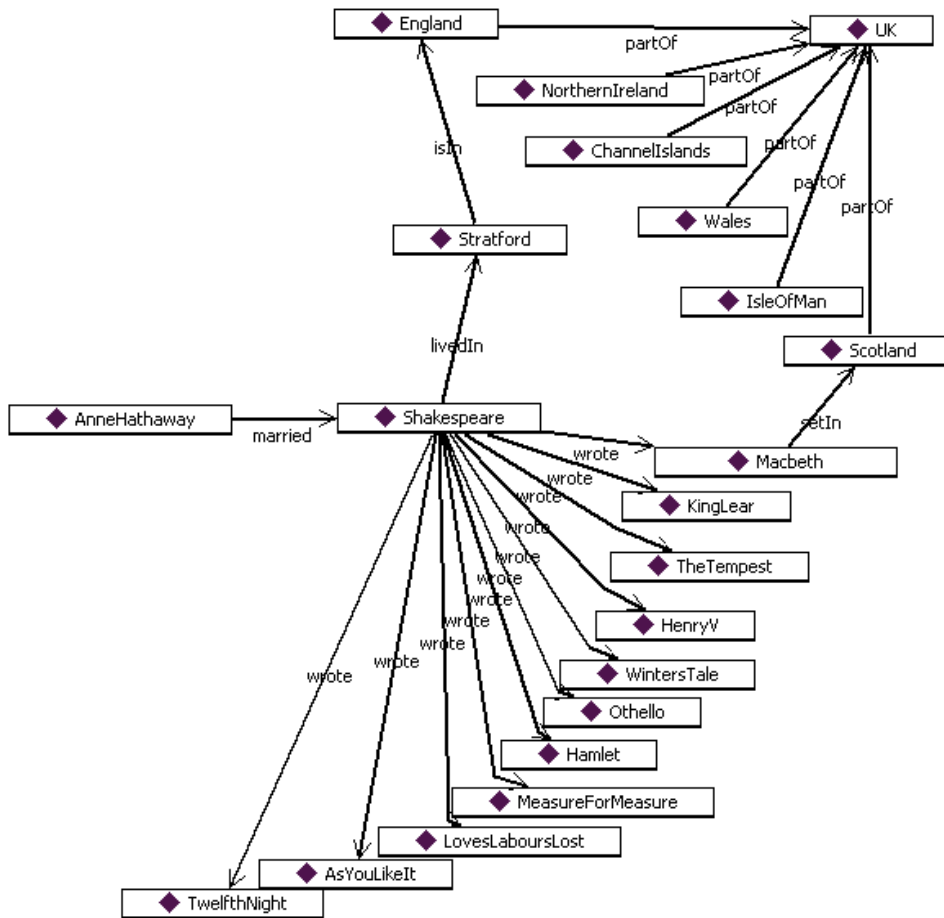 England
UK
partOf
NorthernIreland
partOf
partOf
ChannelIslands
partOf
isIn
partOf
partOf
Wales
Stratford
IsleOfMan
livedIn
Scotland
AnneHathaway
married
Shakespeare
setIn
wrote
Macbeth
wrote
KingLear
wrote
wrote
TheTempest
wrote
wrote
wrote
HenryV
wrote
wrote
wrote
WintersTale
Othello
Hamlet
MeasureForMeasure
LovesLaboursLost
AsYouLikeIt
TwelfthNight